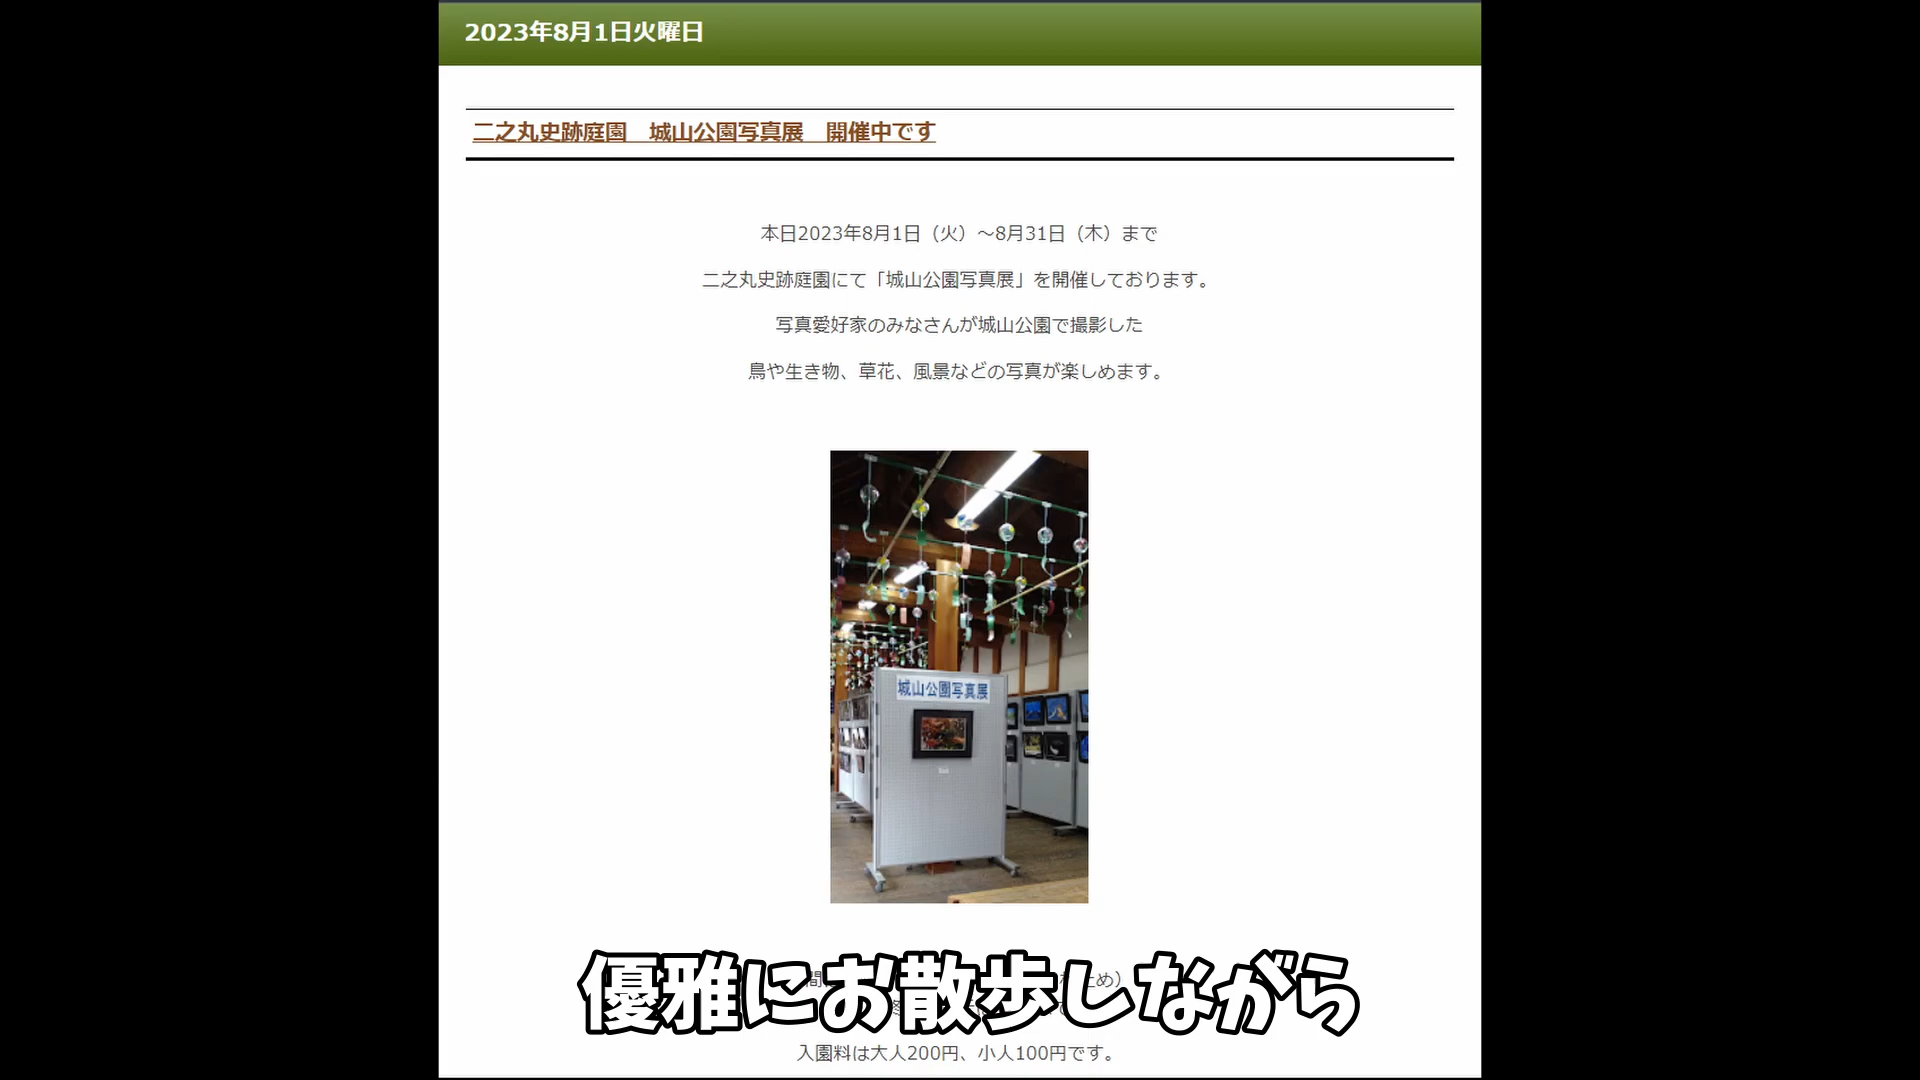 2023年8月1日火曜日
二之丸史跡庭園　城山公園写真展　開催中です
本日2023年8月1日（火）～8月31日（木）まで
二之丸史跡庭園にて「城山公園写真展」を開催しております。
写真愛好家のみなさんが城山公園で撮影した
鳥や生き物、草花、風景などの写真が楽しめます。
城山公園写真展
優雅にお散歩しながら
入園料は大人200円、小人100円です。